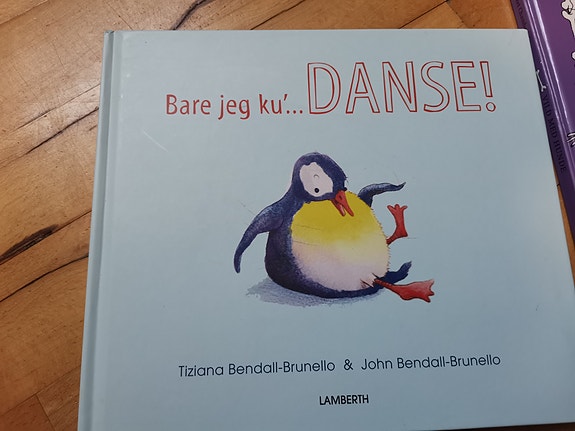 Bare jeg ku'... DANSE!
Tiziana Bendall-Brunello & John Bendall-Brunello
LAMBERTH